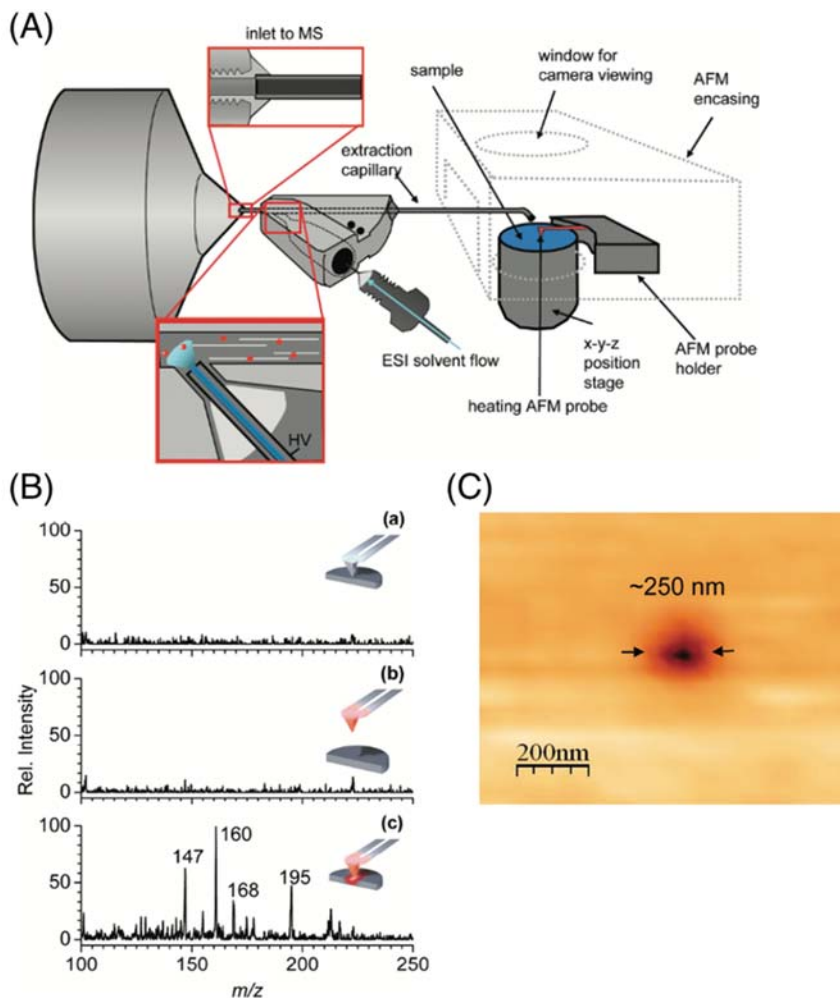 (A)
inlet to MS
sample
window for
camera viewing
AFM
encasing
extraction
capillary
ESI solvent flow
x-y-z
position
stage
AFM probe
holder
heating AFM probe
HV
(B)
(a)
100
50
0
(b)
100
50
0
Rel. Intensity
(c)
100
50
0
147
160
168
195
100
150
200
250
m/z
(C)
~250 nm
200nm